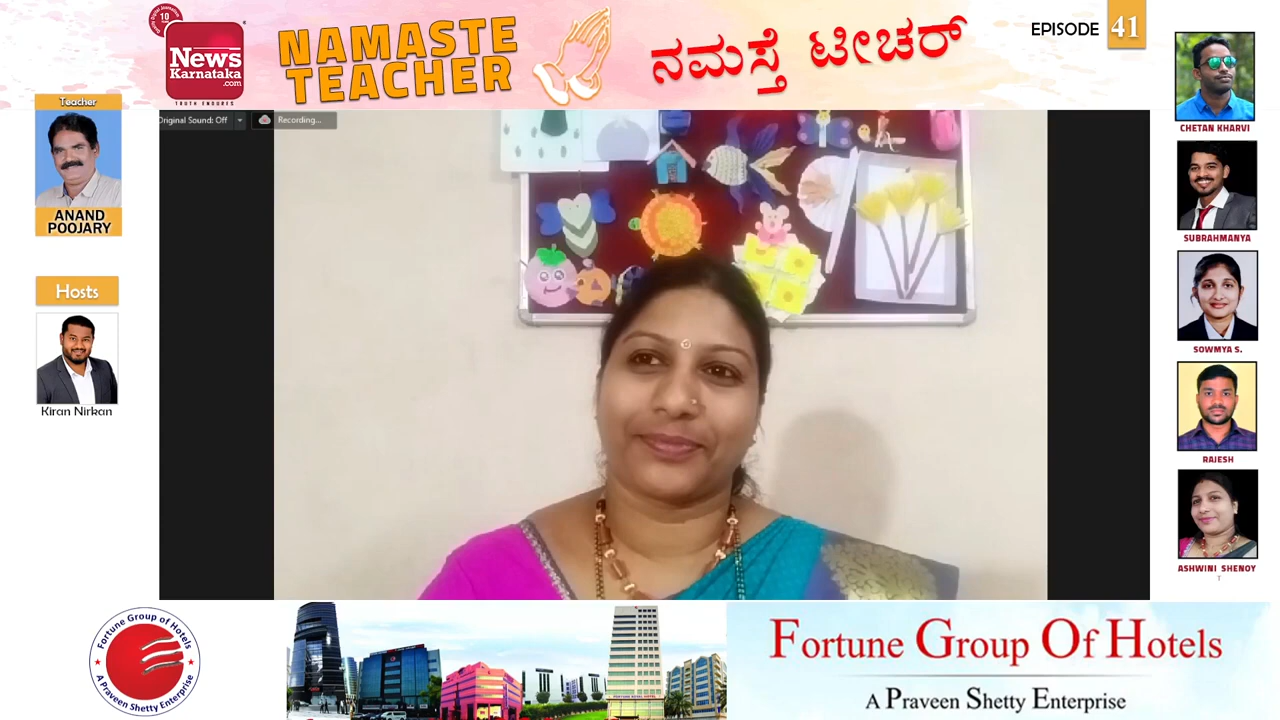 10
News
Karnataka
.com
TRUTH ENDURES
NAMASTE
TEACHER
ನಮಸ್ತೆ ಟೀಚರ್
EPISODE 41
Teacher
ANAND
POOJARY
Hosts
Kiran Nirkan
Original Sound: Off
Recording...
CHETAN KHARVI
SUBRAHMANYA
SOWMYA S.
RAJESH
ASHWINI SHENOY
T
Fortune Group of Hotels
A Praveen Shetty Enterprise
Fortune Group Of Hotels
A Praveen Shetty Enterprise